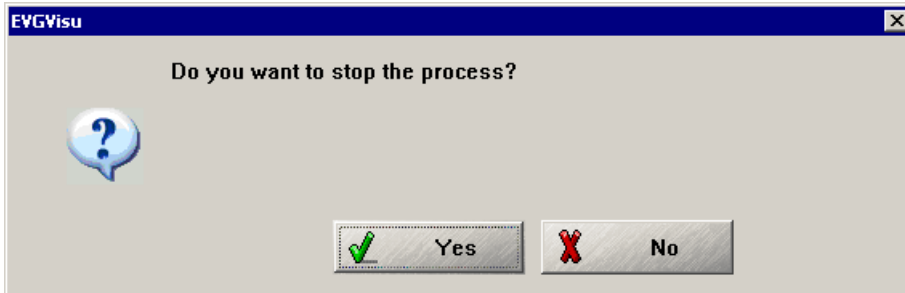 EVGVisu
Do you want to stop the process?
Yes
No